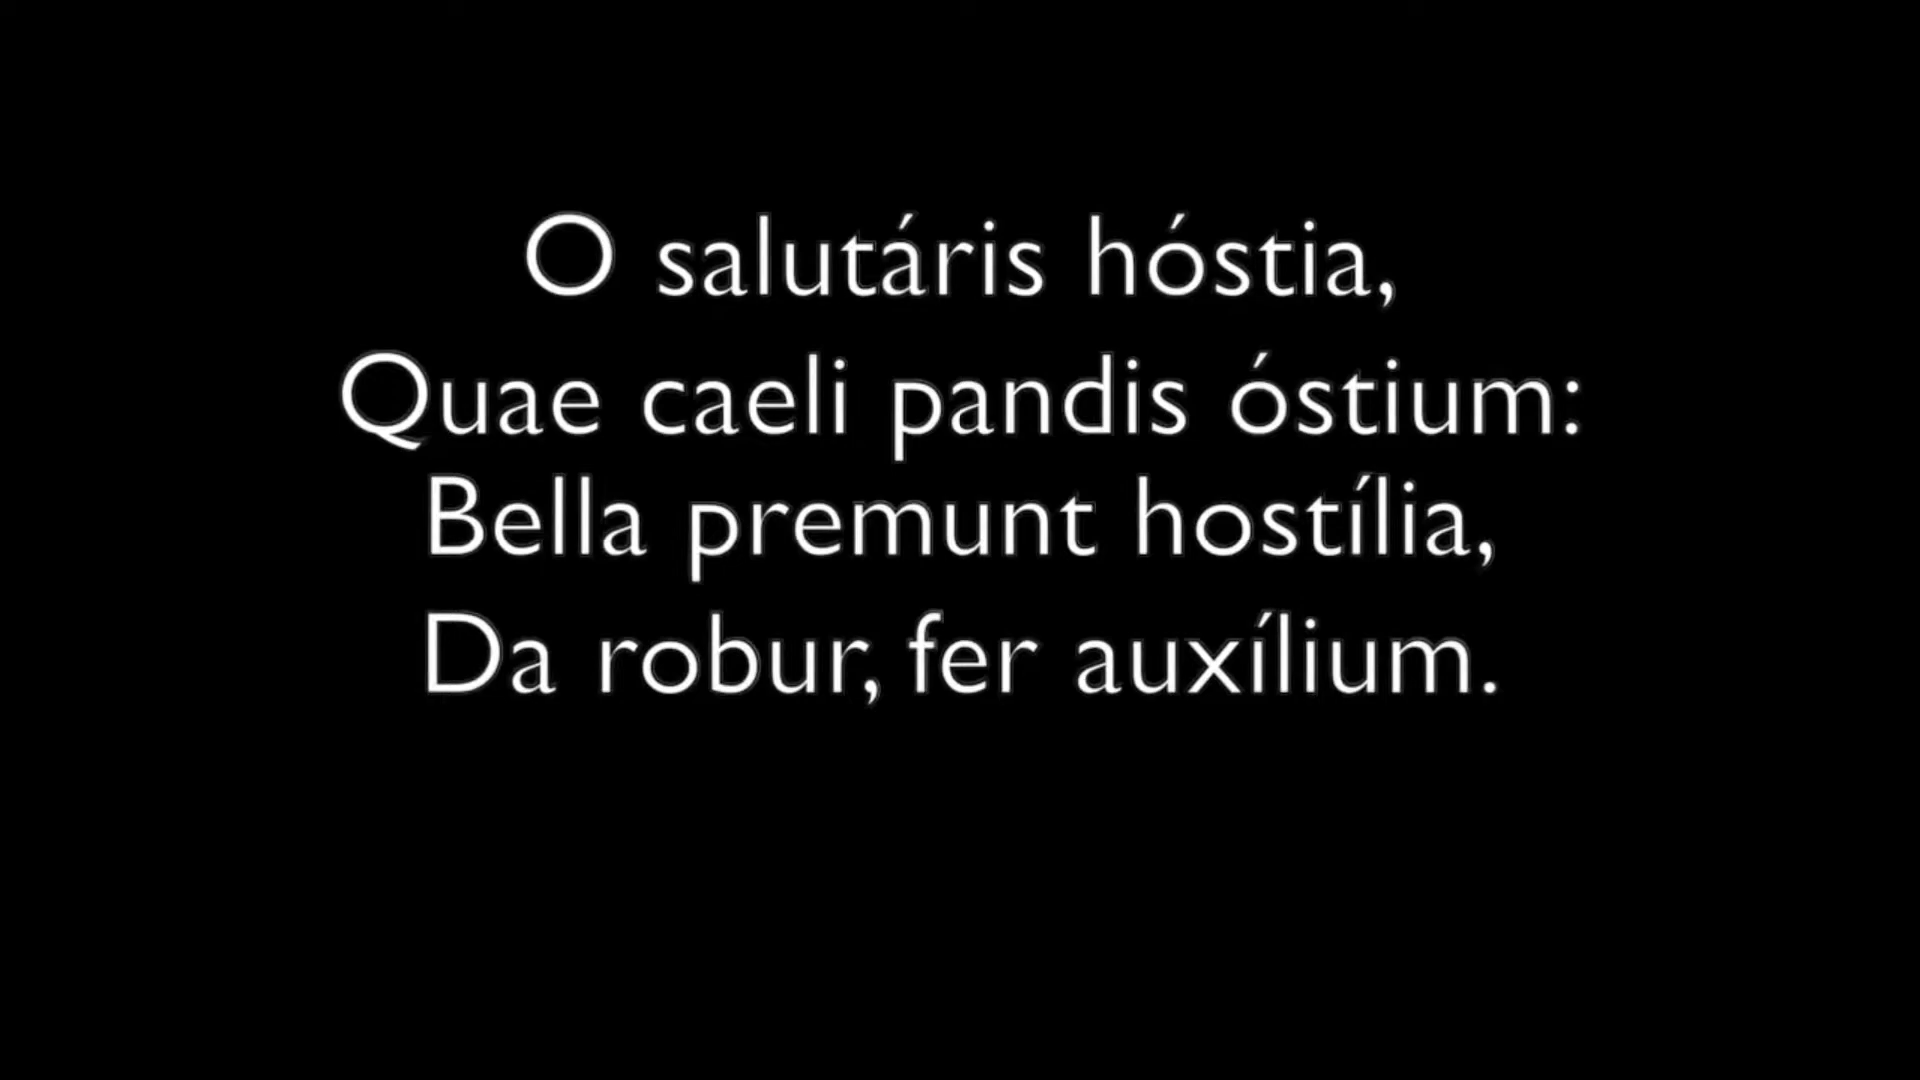 O salutáris hóstia,
Quae caeli pandis óstium:
Bella premunt hostília,
Da robur, fer auxílium.